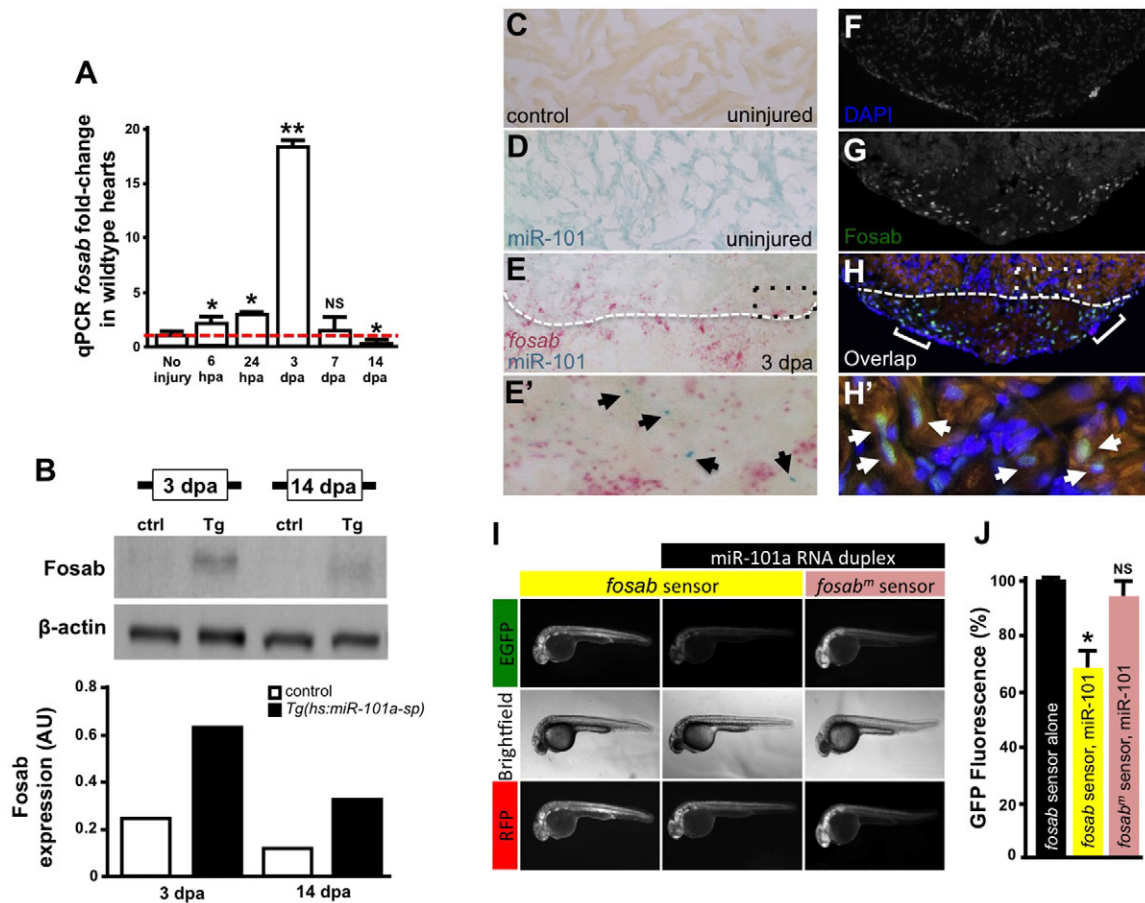 A
qPCR fosab fold-change
in wildtype hearts
20
15
10
5
2
0
*
*
**
NS
*
No
injury
6
hpa
24
hpa
3
dpa
7
dpa
14
dpa
B
3 dpa
14 dpa
ctrl
Tg
ctrl
Tg
Fosab
β-actin
Fosab
expression (AU)
0.8
0.6
0.4
0.2
0
control
Tg(hs:miR-101a-sp)
3 dpa
14 dpa
C
control
uninjured
D
miR-101
uninjured
E
fosab
miR-101
3 dpa
E'
F
DAPI
G
Fosab
H
Overlap
H'
I
miR-101a RNA duplex
fosab sensor
fosabᵐ sensor
EGFP
Brightfield
RFP
J
GFP Fluorescence (%)
100
80
60
40
20
0
*
NS
fosab sensor alone
fosab sensor, miR-101
fosabᵐ sensor, miR-101